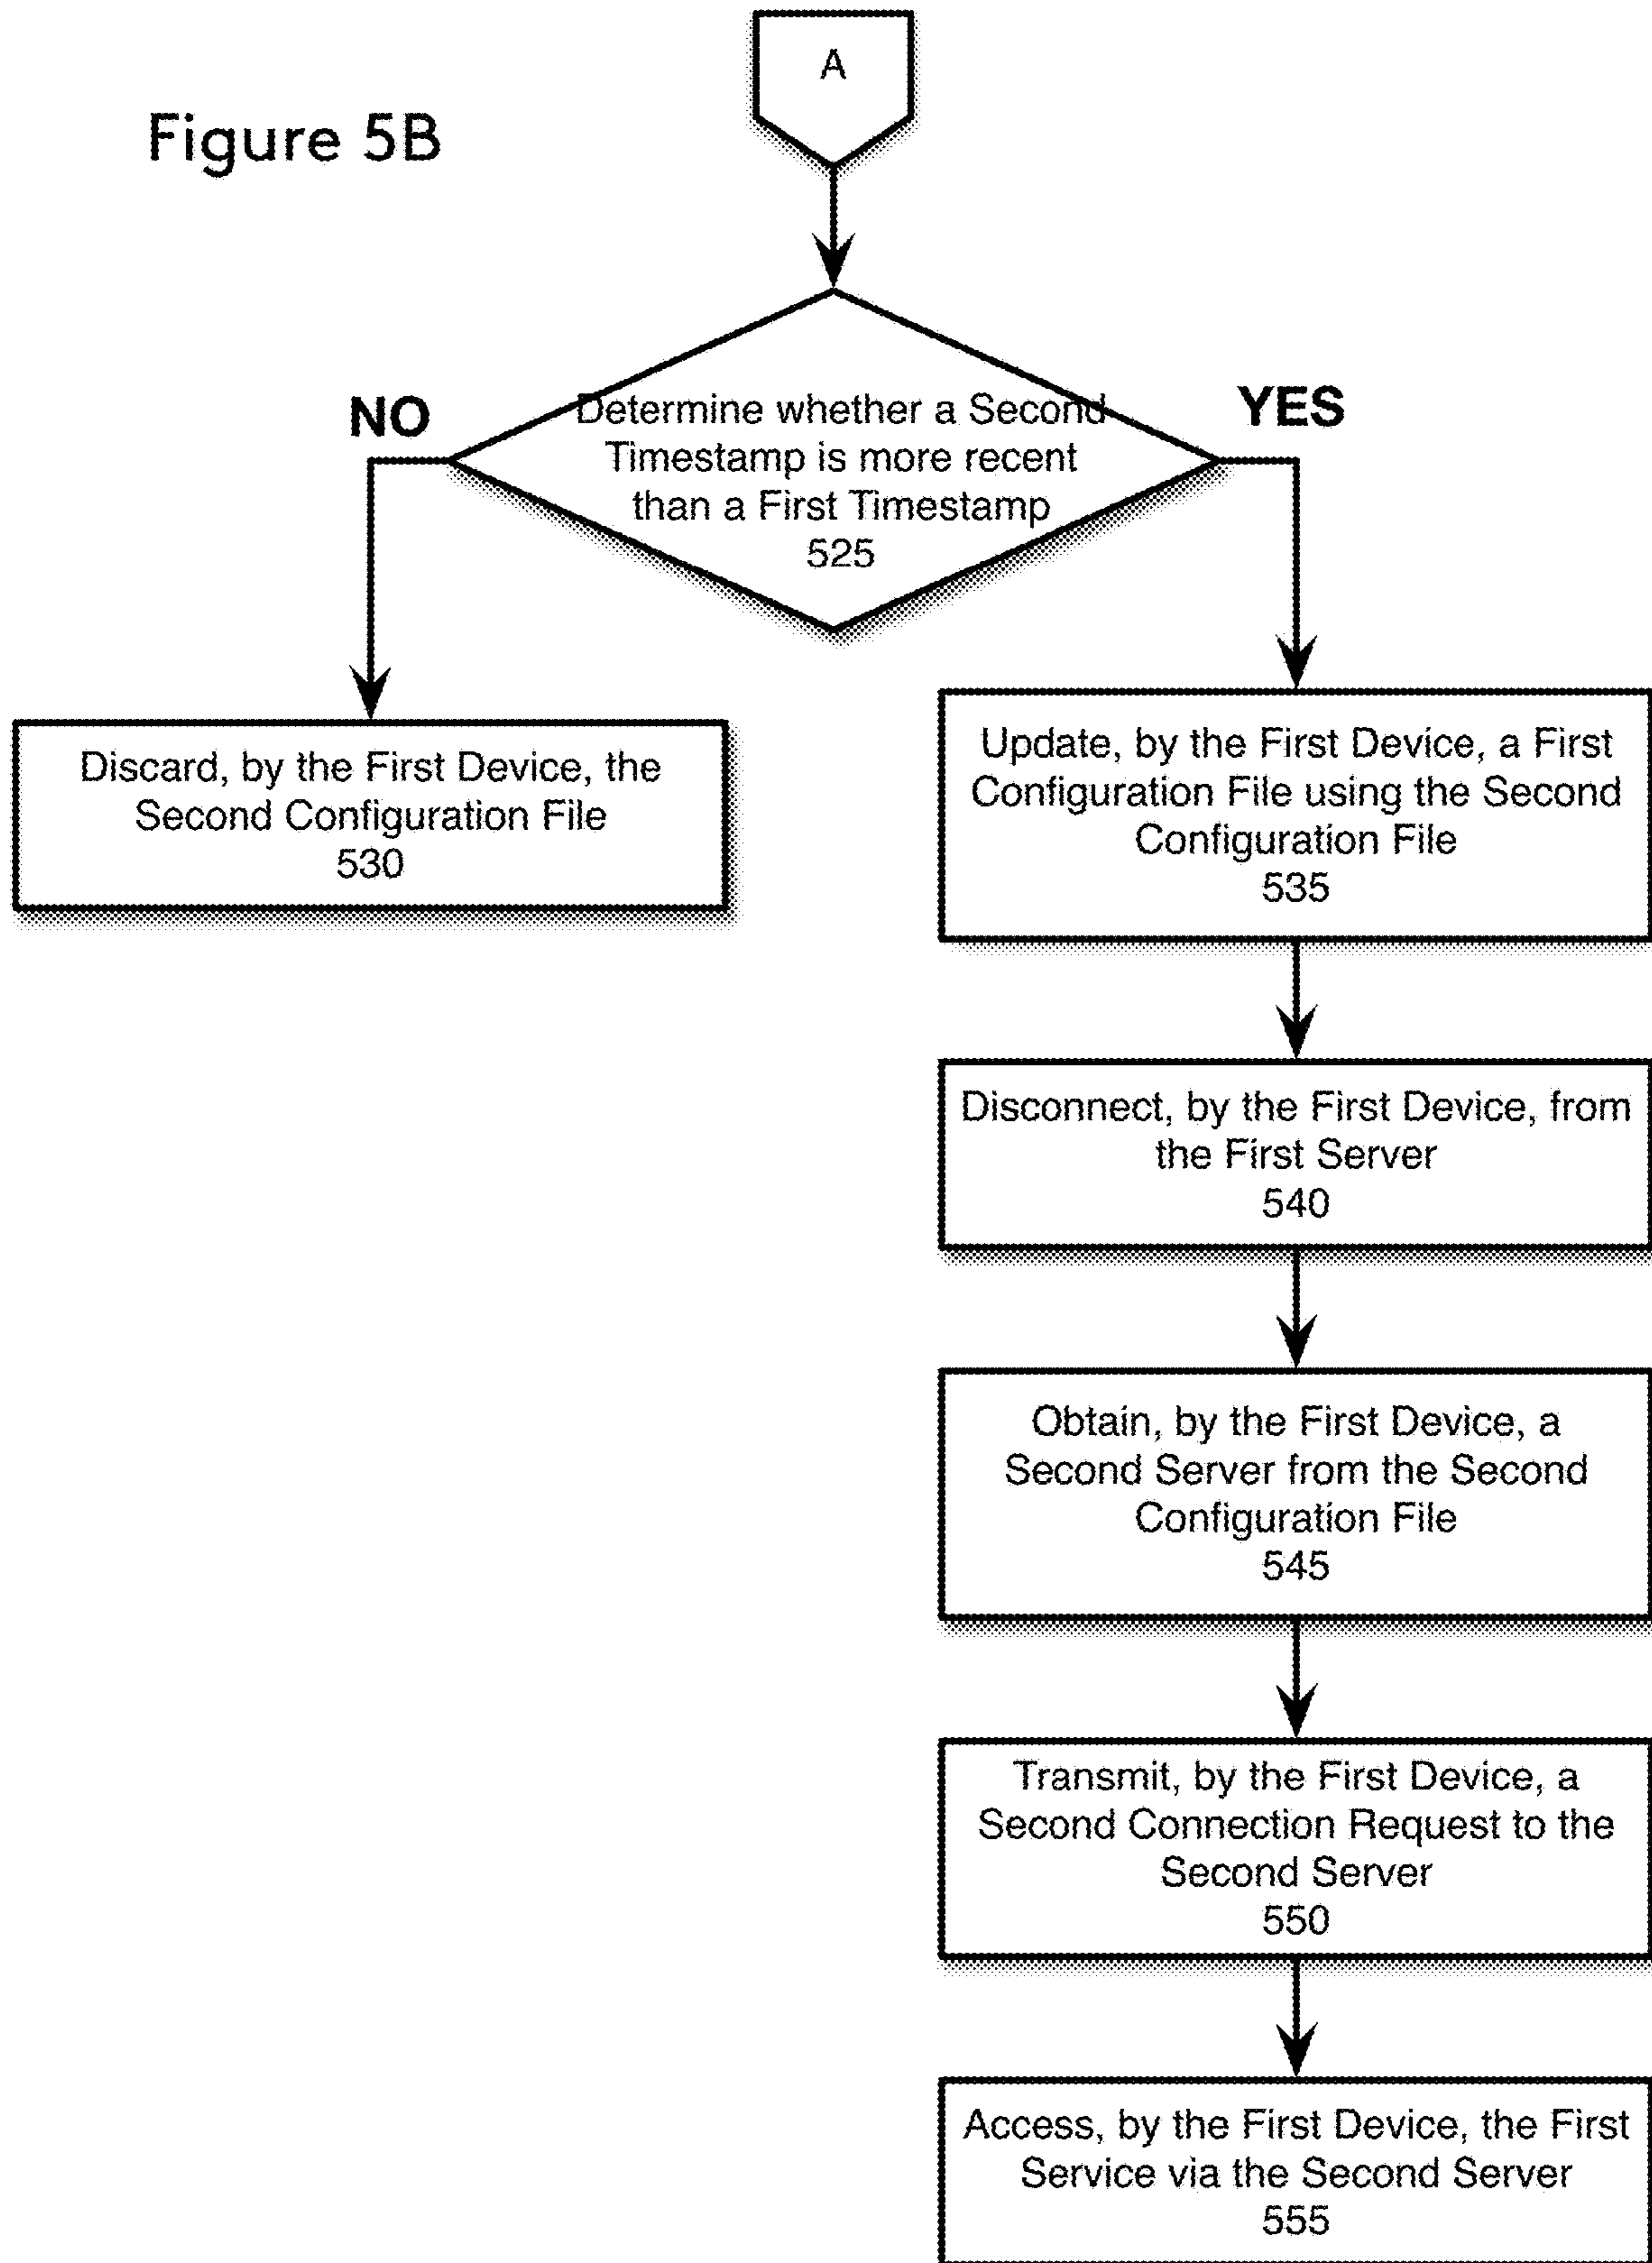 A
Figure 5B
NO
YES
Determine whether a Second
Timestamp is more recent
than a First Timestamp
525
Discard, by the First Device, the
Second Configuration File
530
Update, by the First Device, a First
Configuration File using the Second
Configuration File
535
Disconnect, by the First Device, from
the First Server
540
Obtain, by the First Device, a
Second Server from the Second
Configuration File
545
Transmit, by the First Device, a
Second Connection Request to the
Second Server
550
Access, by the First Device, the First
Service via the Second Server
555